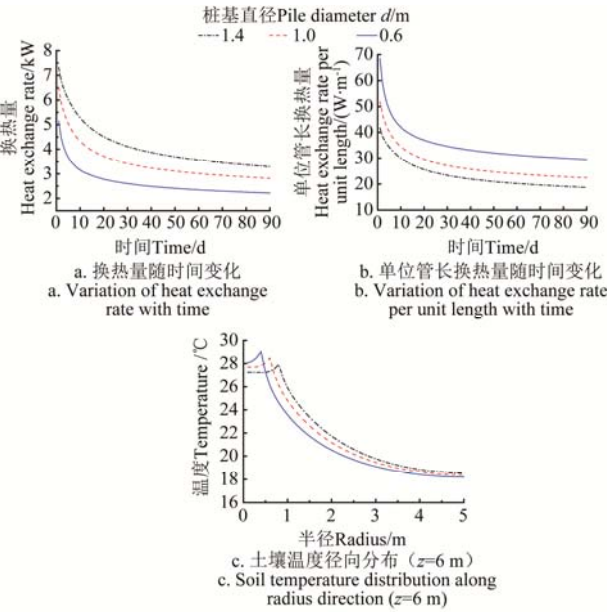 桩基直径Pile diameter d/m
1.4 1.0 0.6
换热量
Heat exchange rate/kW
8
7
6
5
4
3
2
0 10 20 30 40 50 60 70 80 90
时间Time/d
a. 换热量随时间变化
a. Variation of heat exchange
rate with time
单位管长换热量
Heat exchange rate per
unit length/(W·m⁻¹)
70
60
50
40
30
20
10
0 10 20 30 40 50 60 70 80 90
时间Time/d
b. 单位管长换热量随时间变化
b. Variation of heat exchange rate
per unit length with time
温度Temperature /℃
30
28
26
24
22
20
18
16
0 1 2 3 4 5
半径Radius/m
c. 土壤温度径向分布（z=6 m）
c. Soil temperature distribution along
radius direction (z=6 m)